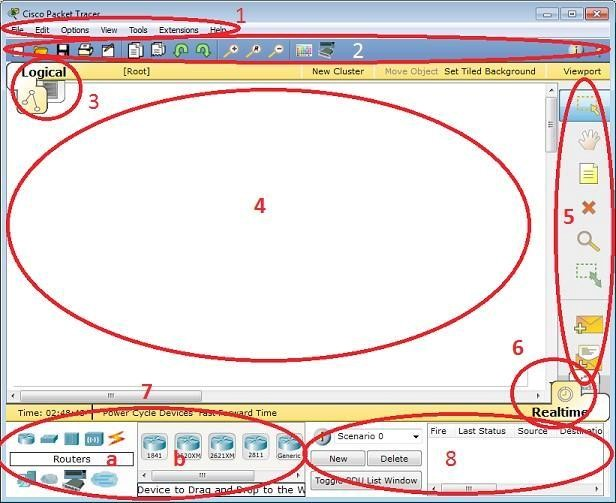 Cisco Packet Tracer
1
File Edit Options View Tools Extensions Help
2
Logical [Root] New Cluster Move Object Set Tiled Background Viewport
3
4
5
6
7
Time: 02:48:43 Power Cycle Devices Fast Forward Time Realtime
Routers a
b
1841 2620XM 2621XM 2811 Generic
Device to Drag and Drop to the W
Scenario 0
New Delete
Toggle PDU List Window
Fire Last Status Source Destination
8